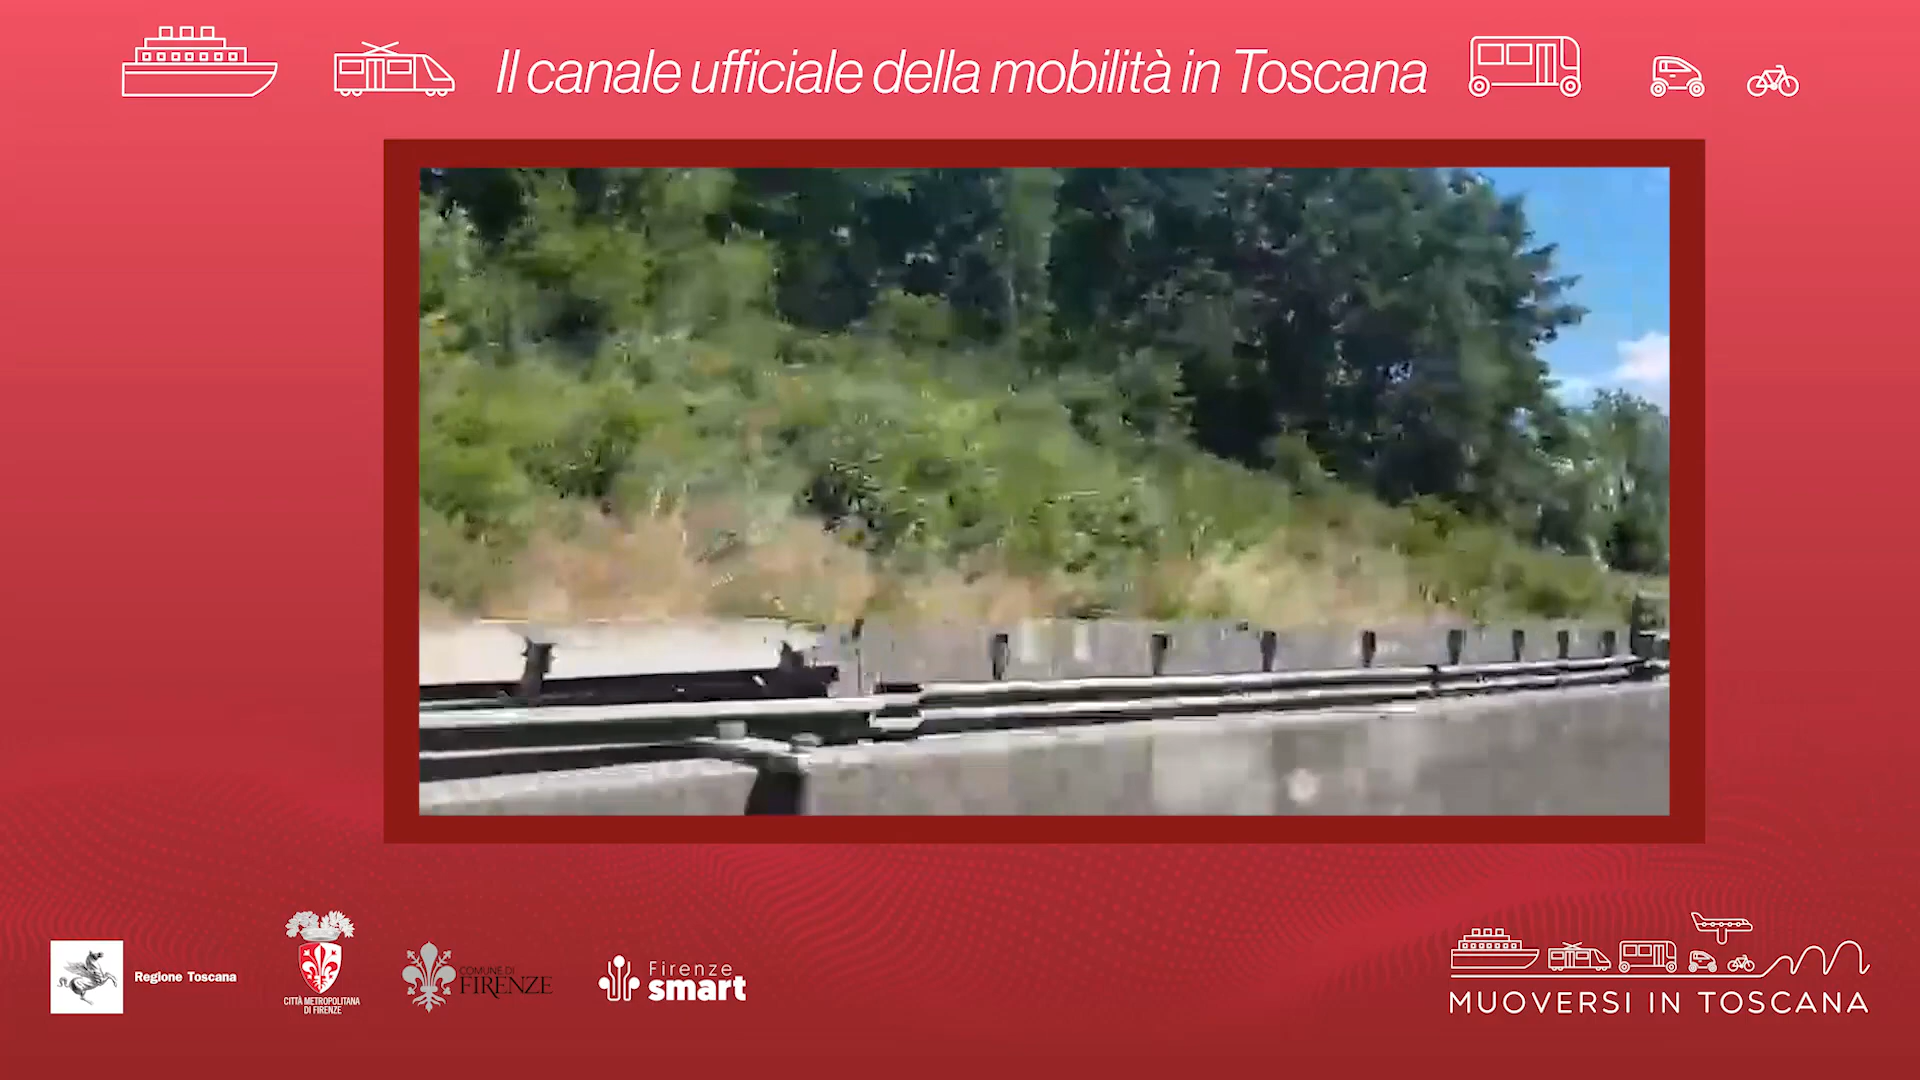 Il canale ufficiale della mobilità in Toscana
Regione Toscana
CITTÀ METROPOLITANA
DI FIRENZE
COMUNE DI
FIRENZE
Firenze
smart
MUOVERSI IN TOSCANA